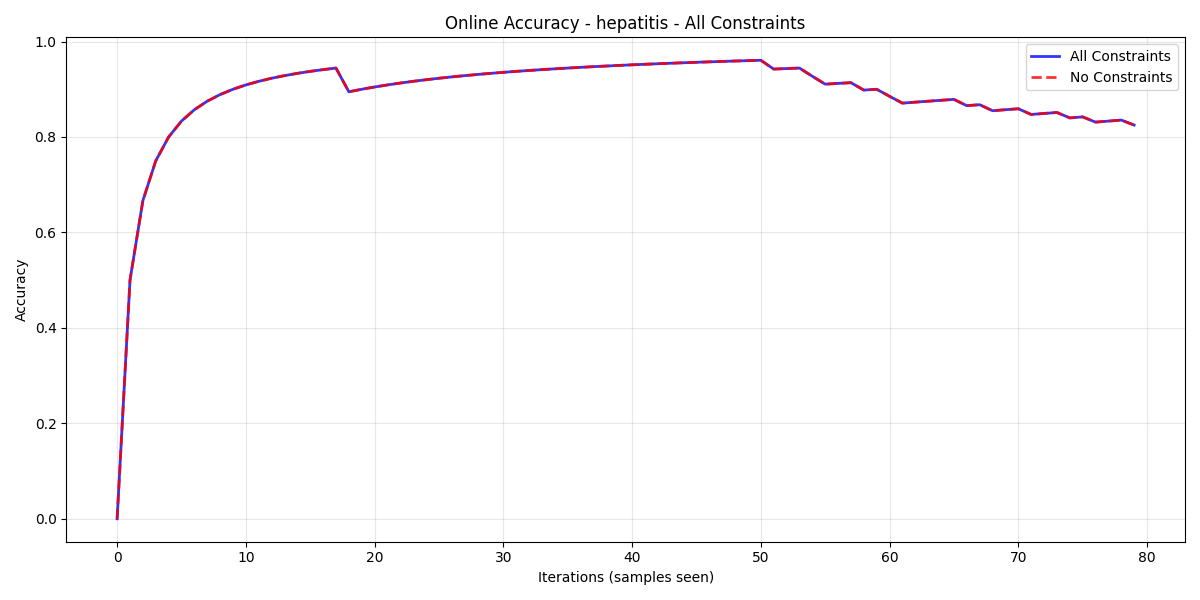 Online Accuracy - hepatitis - All Constraints
All Constraints
No Constraints
Accuracy
1.0
0.8
0.6
0.4
0.2
0.0
0 10 20 30 40 50 60 70 80
Iterations (samples seen)